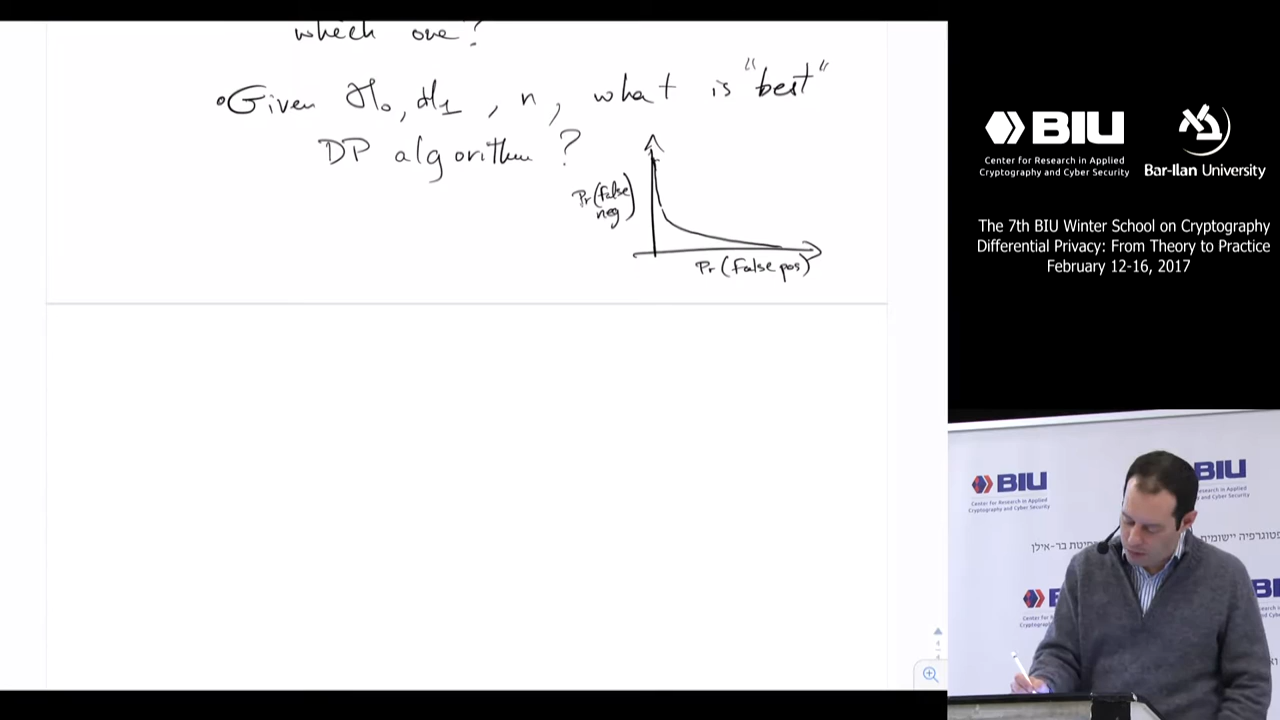 which one?
• Given H₀, H₁, n, what is "best"
DP algorithm?
Pr(false
neg)
Pr(False pos)
BIU
Center for Research in Applied
Cryptography and Cyber Security
Bar-Ilan University
The 7th BIU Winter School on Cryptography
Differential Privacy: From Theory to Practice
February 12-16, 2017
BIU
Center for Research in Applied
Cryptography and Cyber Security
BIU